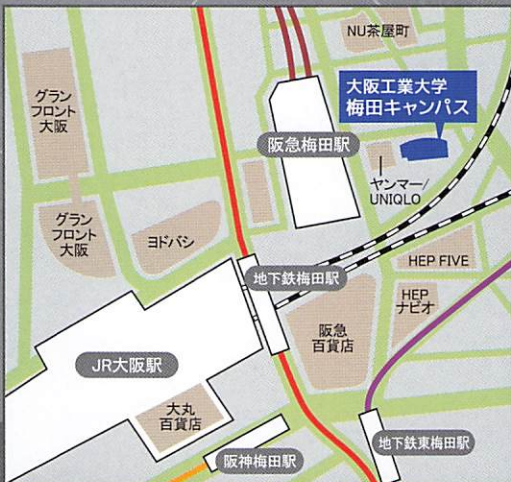 NU茶屋町
大阪工業大学
梅田キャンパス
グラン
フロント
大阪
阪急梅田駅
ヤンマー/
UNIQLO
グラン
フロント
大阪
ヨドバシ
HEP FIVE
地下鉄梅田駅
HEP
ナビオ
阪急
百貨店
JR大阪駅
大丸
百貨店
地下鉄東梅田駅
阪神梅田駅